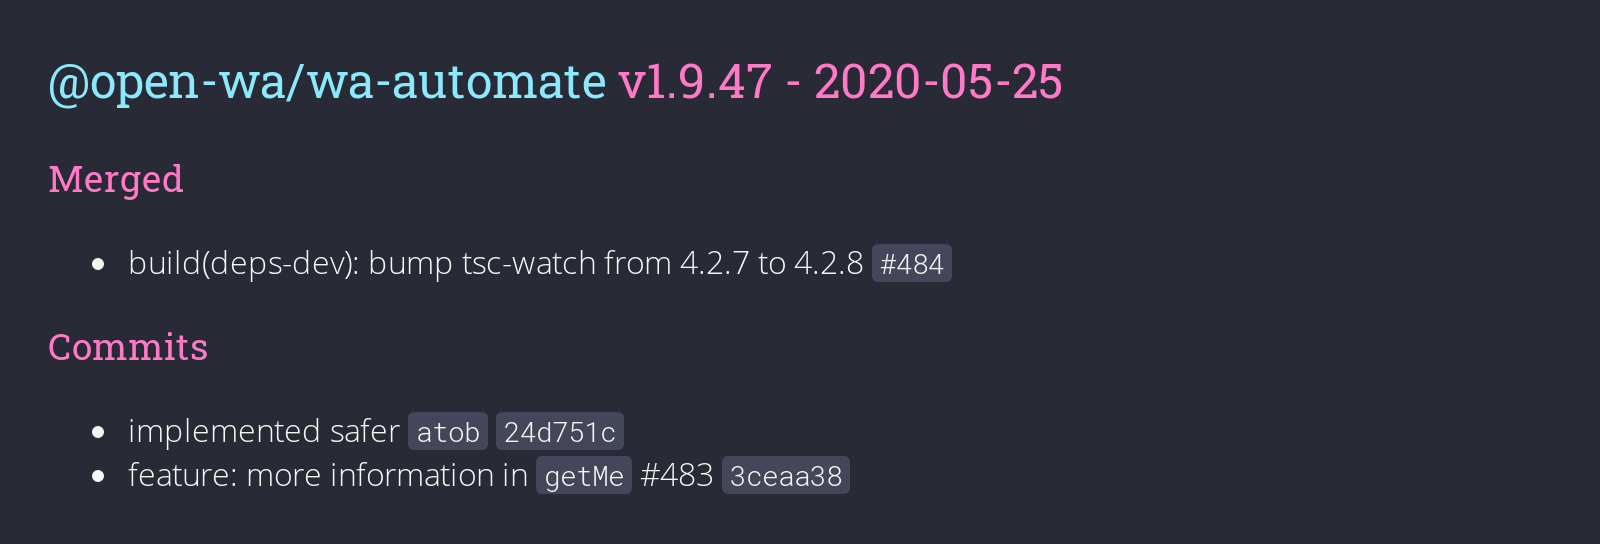 @open-wa/wa-automate v1.9.47 - 2020-05-25
Merged
build(deps-dev): bump tsc-watch from 4.2.7 to 4.2.8 #484
Commits
implemented safer atob 24d751c
feature: more information in getMe #483 3ceaa38